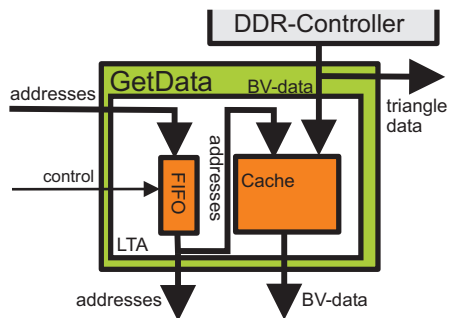 DDR-Controller
GetData
BV-data
addresses
triangle
data
addresses
control
FIFO
Cache
LTA
addresses
BV-data